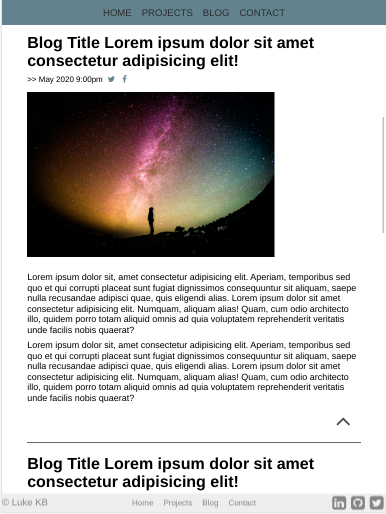 HOME PROJECTS BLOG CONTACT
Blog Title Lorem ipsum dolor sit amet
consectetur adipisicing elit!
>> May 2020 9:00pm
Lorem ipsum dolor sit, amet consectetur adipisicing elit. Aperiam, temporibus sed
quo et qui corrupti placeat sunt fugiat dignissimos consequuntur sit aliquam, saepe
nulla recusandae adipisci quae, quis eligendi alias. Lorem ipsum dolor sit amet
consectetur adipisicing elit. Numquam, aliquam alias! Quam, cum odio architecto
illo, quidem porro totam aliquid omnis ad quia voluptatem reprehenderit veritatis
unde facilis nobis quaerat?
Lorem ipsum dolor sit, amet consectetur adipisicing elit. Aperiam, temporibus sed
quo et qui corrupti placeat sunt fugiat dignissimos consequuntur sit aliquam, saepe
nulla recusandae adipisci quae, quis eligendi alias. Lorem ipsum dolor sit amet
consectetur adipisicing elit. Numquam, aliquam alias! Quam, cum odio architecto
illo, quidem porro totam aliquid omnis ad quia voluptatem reprehenderit veritatis
unde facilis nobis quaerat?
Blog Title Lorem ipsum dolor sit amet
consectetur adipisicing elit!
© Luke KB Home Projects Blog Contact